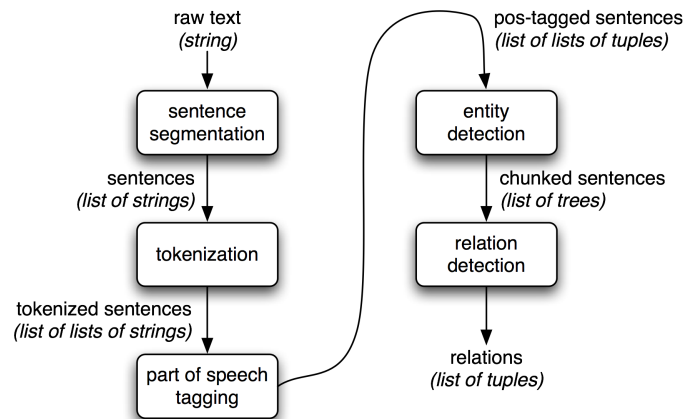 raw text
(string)
sentence
segmentation
sentences
(list of strings)
tokenization
tokenized sentences
(list of lists of strings)
part of speech
tagging
pos-tagged sentences
(list of lists of tuples)
entity
detection
chunked sentences
(list of trees)
relation
detection
relations
(list of tuples)